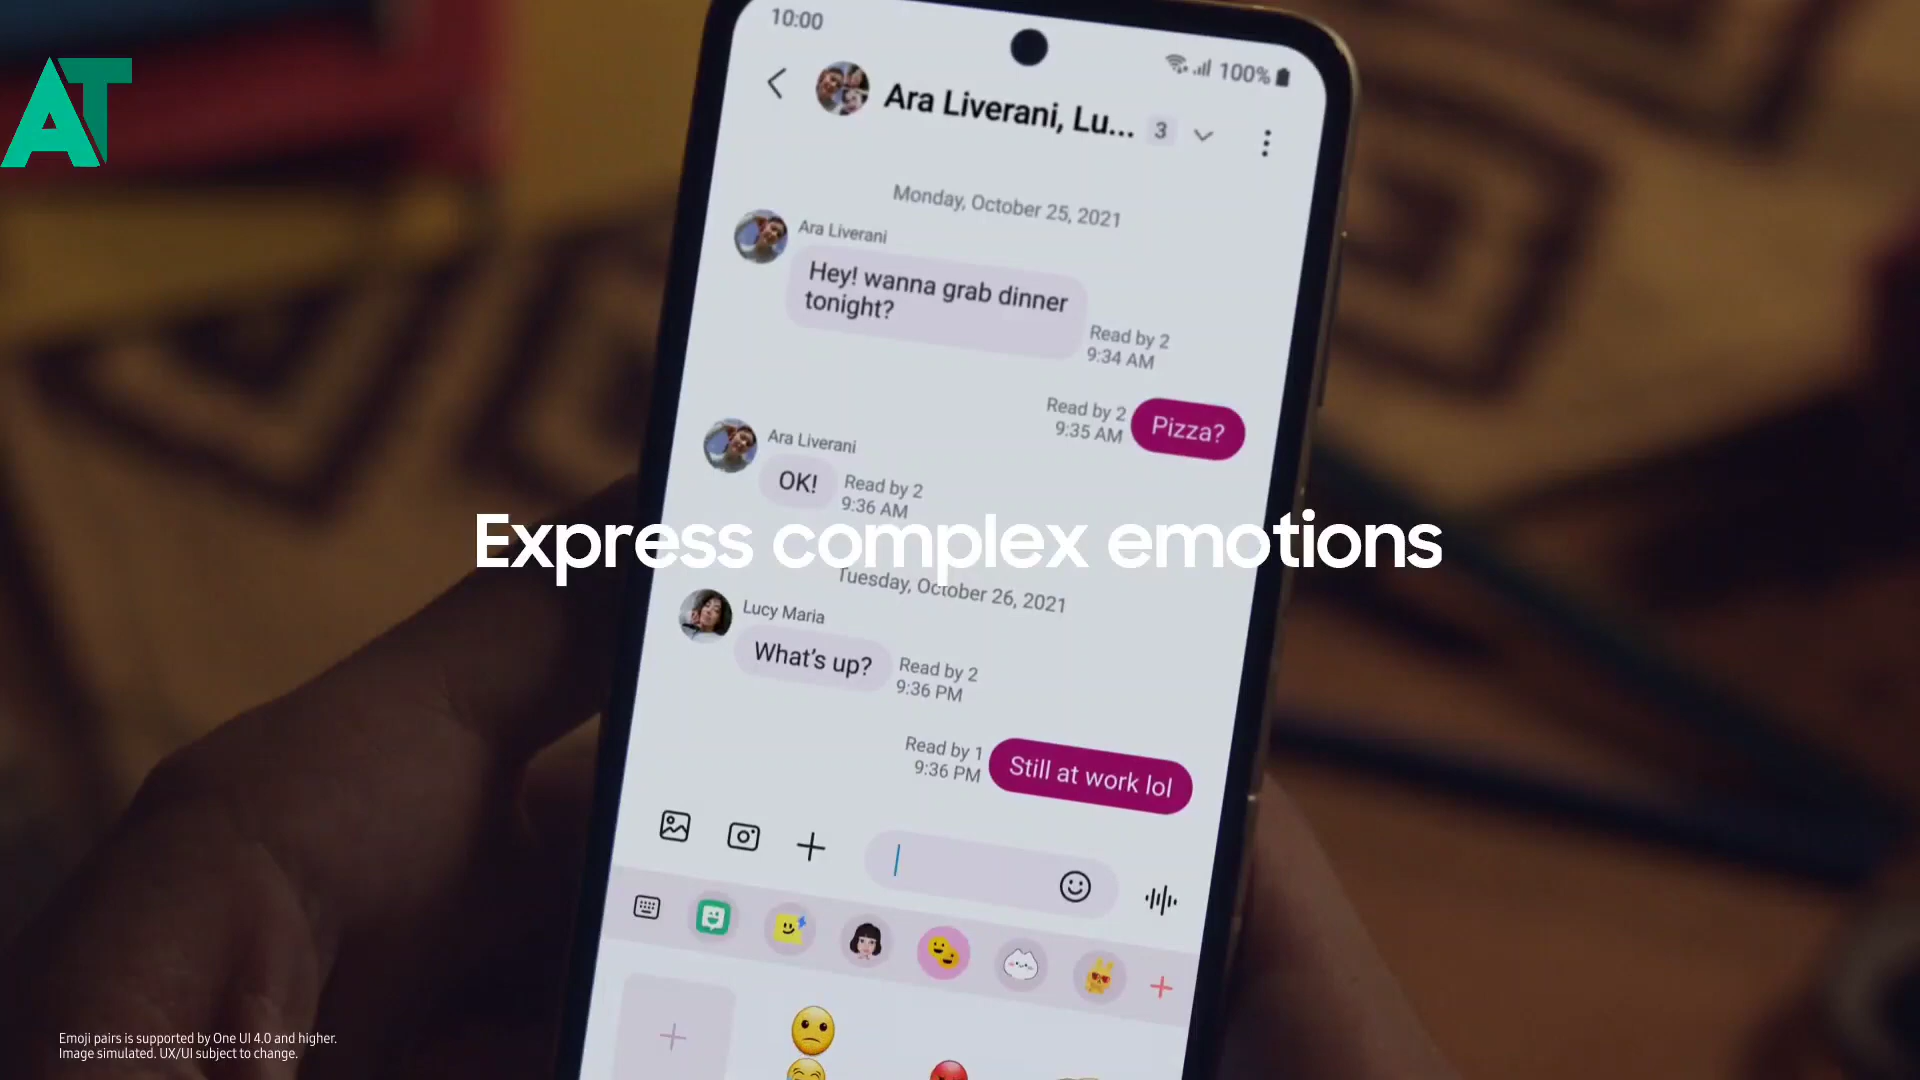 AT
10:00
100%
Ara Liverani, Lu...
3
Monday, October 25, 2021
Ara Liverani
Hey! wanna grab dinner
tonight?
Read by 2
9:34 AM
Read by 2
9:35 AM
Pizza?
Ara Liverani
OK!
Read by 2
9:36 AM
Express complex emotions
Tuesday, October 26, 2021
Lucy Maria
What's up?
Read by 2
9:36 PM
Read by 1
9:36 PM
Still at work lol
Emoji pairs is supported by One UI 4.0 and higher.
Image simulated. UX/UI subject to change.